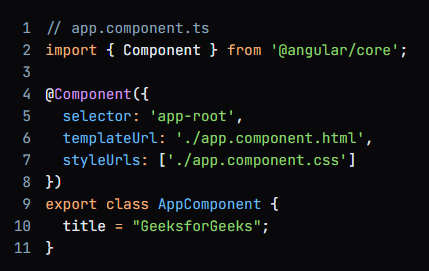 1 // app.component.ts
2 import { Component } from '@angular/core';
3
4 @Component({
5   selector: 'app-root',
6   templateUrl: './app.component.html',
7   styleUrls: ['./app.component.css']
8 })
9 export class AppComponent {
10   title = "GeeksforGeeks";
11 }